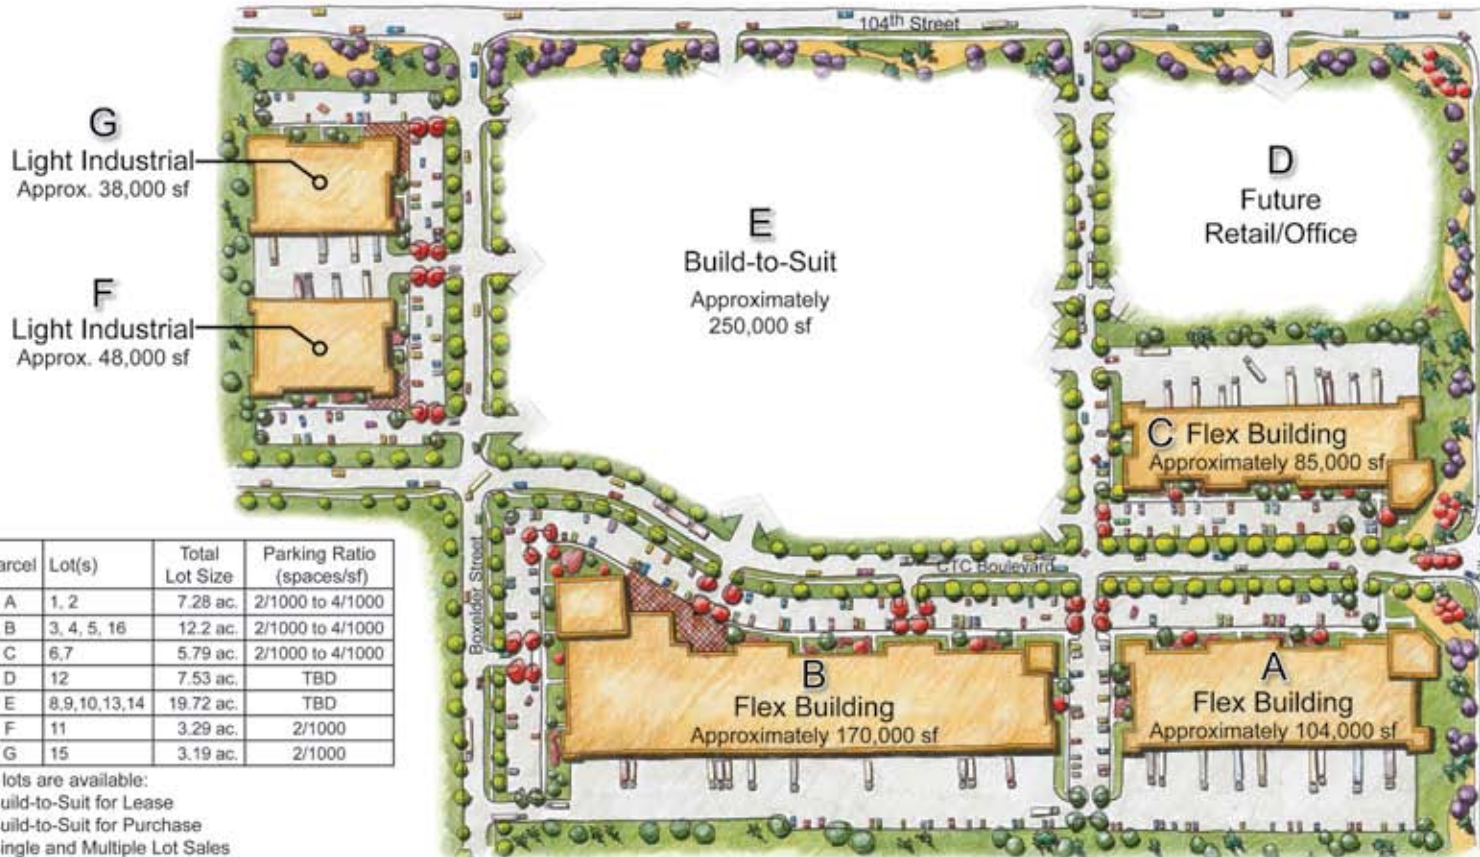 104th Street
G
Light Industrial
Approx. 38,000 sf
E
Build-to-Suit
Approximately
250,000 sf
D
Future
Retail/Office
F
Light Industrial
Approx. 48,000 sf
C Flex Building
Approximately 85,000 sf
Boxelder Street
CTC Boulevard
arcel Lot(s) Total Lot Size Parking Ratio (spaces/sf)
A 1, 2 7.28 ac. 2/1000 to 4/1000
B 3, 4, 5, 16 12.2 ac. 2/1000 to 4/1000
C 6,7 5.79 ac. 2/1000 to 4/1000
D 12 7.53 ac. TBD
E 8,9,10,13,14 19.72 ac. TBD
F 11 3.29 ac. 2/1000
G 15 3.19 ac. 2/1000
lots are available:
uild-to-Suit for Lease
uild-to-Suit for Purchase
ingle and Multiple Lot Sales
B
Flex Building
Approximately 170,000 sf
A
Flex Building
Approximately 104,000 sf